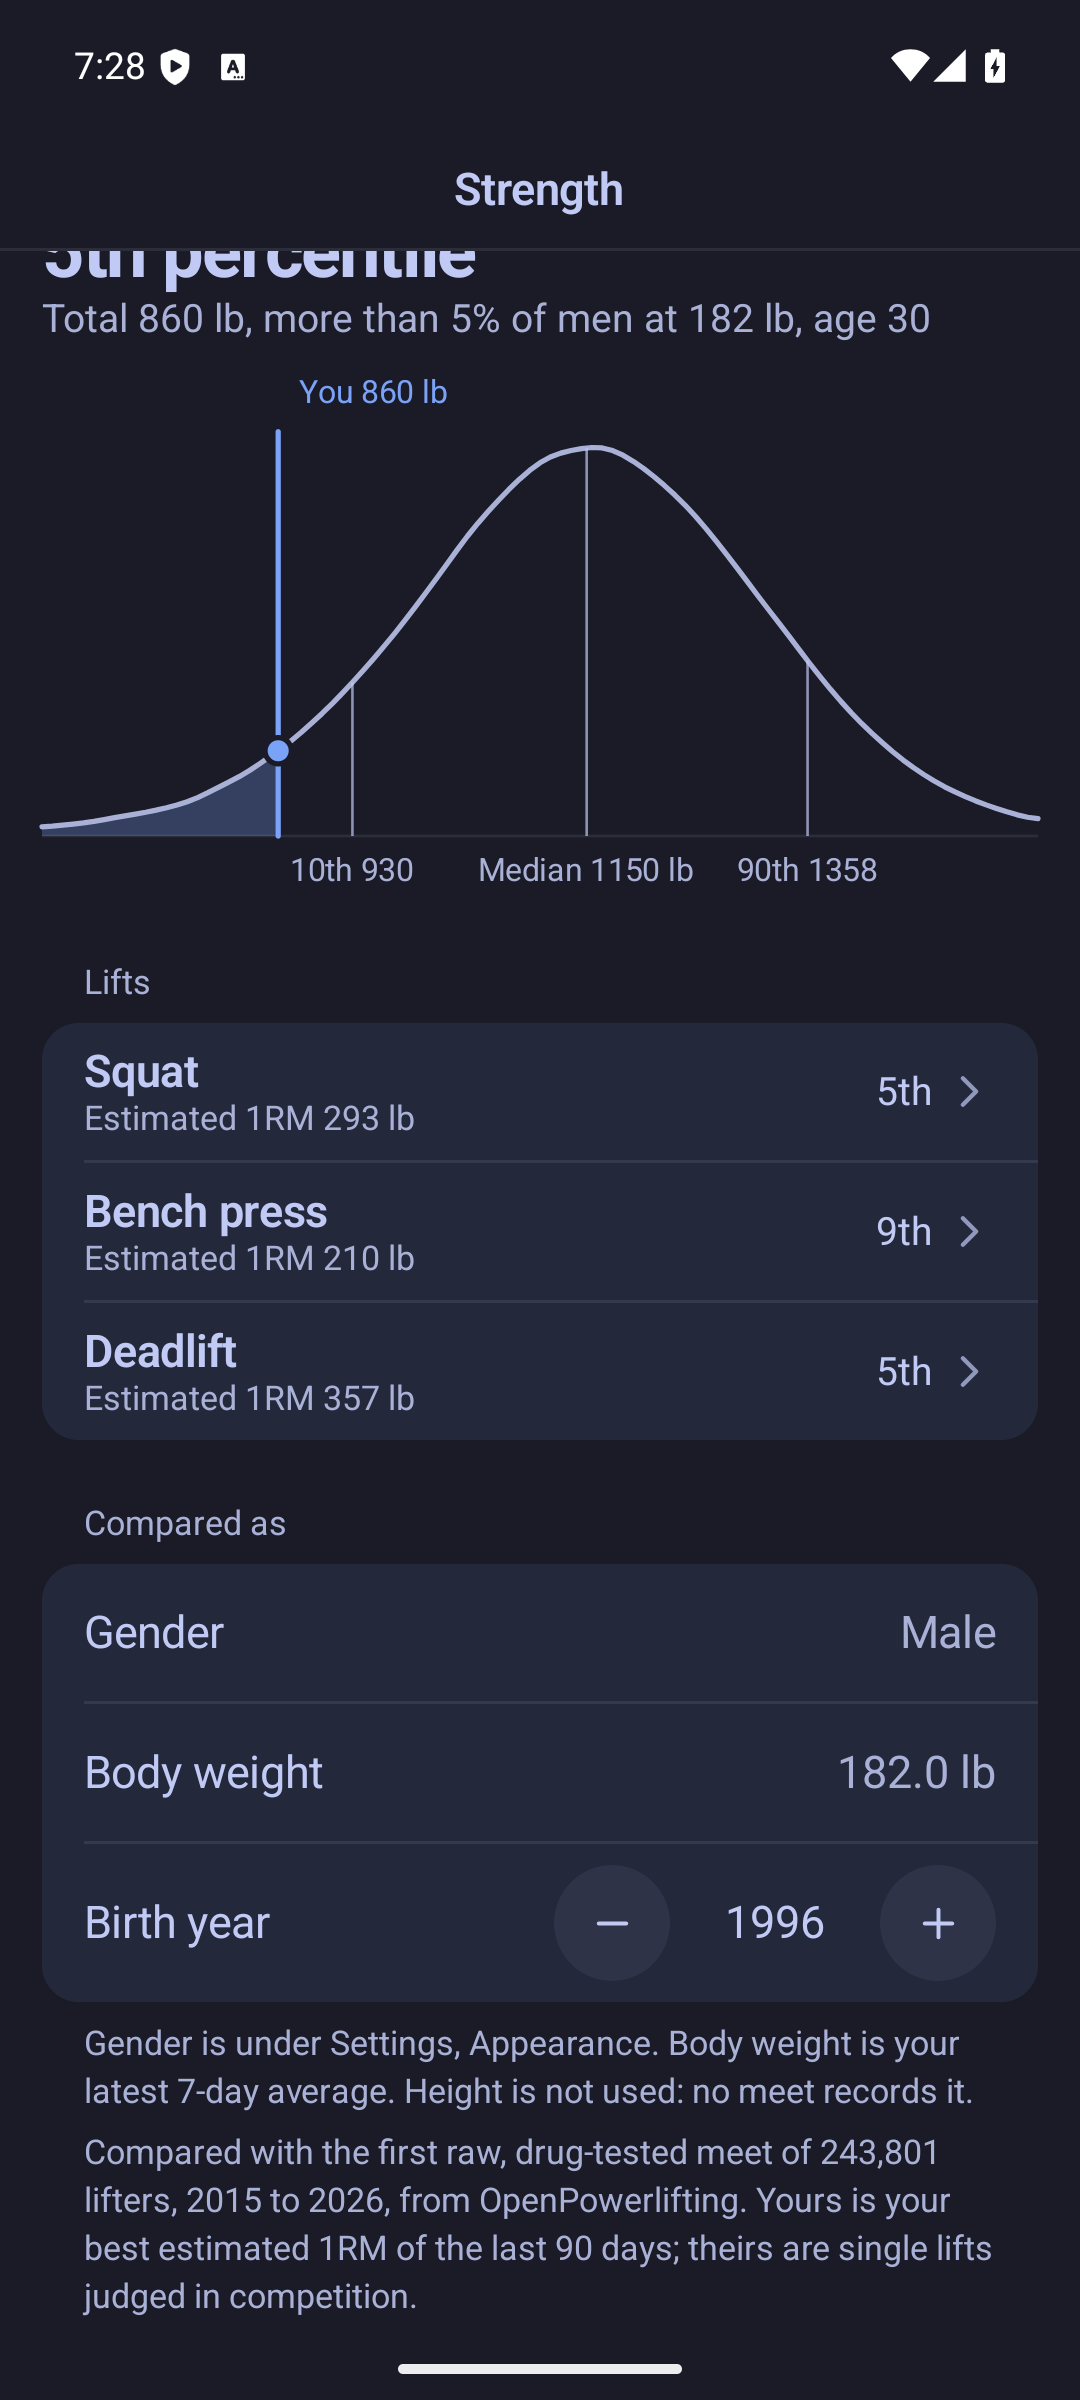 7:28
Strength
5th percentile
Total 860 lb, more than 5% of men at 182 lb, age 30
You 860 lb
10th 930
Median 1150 lb
90th 1358
Lifts
Squat
5th
Estimated 1RM 293 lb
Bench press
9th
Estimated 1RM 210 lb
Deadlift
5th
Estimated 1RM 357 lb
Compared as
Gender
Male
Body weight
182.0 lb
Birth year
1996
Gender is under Settings, Appearance. Body weight is your
latest 7-day average. Height is not used: no meet records it.
Compared with the first raw, drug-tested meet of 243,801
lifters, 2015 to 2026, from OpenPowerlifting. Yours is your
best estimated 1RM of the last 90 days; theirs are single lifts
judged in competition.